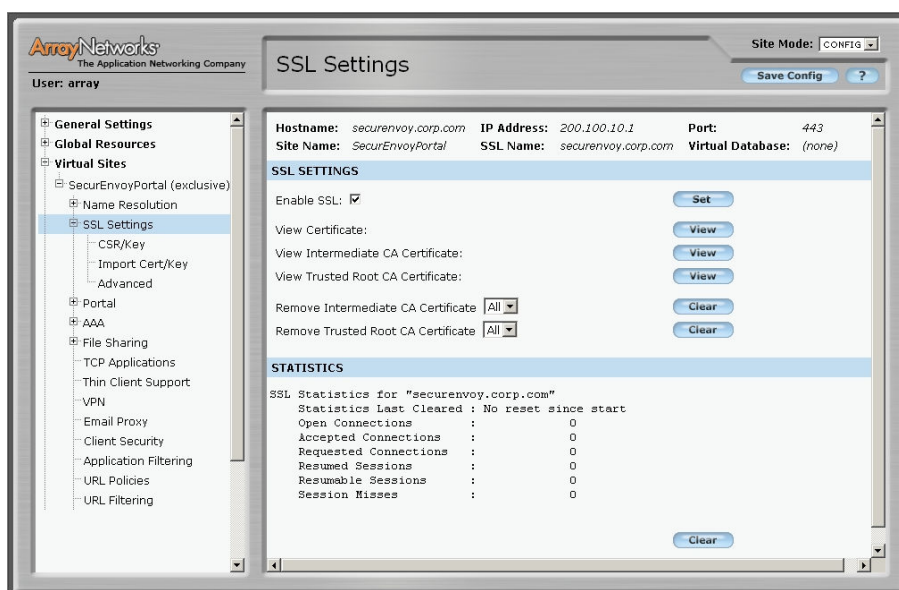 ArrayNetworks
The Application Networking Company
User: array
SSL Settings
Site Mode: CONFIG
Save Config ?
General Settings
Global Resources
Virtual Sites
SecurEnvoyPortal (exclusive)
Name Resolution
SSL Settings
CSR/Key
Import Cert/Key
Advanced
Portal
AAA
File Sharing
TCP Applications
Thin Client Support
VPN
Email Proxy
Client Security
Application Filtering
URL Policies
URL Filtering
Hostname: securenvoy.corp.com IP Address: 200.100.10.1 Port: 443
Site Name: SecurEnvoyPortal SSL Name: securenvoy.corp.com Virtual Database: (none)
SSL SETTINGS
Enable SSL: Set
View Certificate: View
View Intermediate CA Certificate: View
View Trusted Root CA Certificate: View
Remove Intermediate CA Certificate All Clear
Remove Trusted Root CA Certificate All Clear
STATISTICS
SSL Statistics for "securenvoy.corp.com"
Statistics Last Cleared : No reset since start
Open Connections : 0
Accepted Connections : 0
Requested Connections : 0
Resumed Sessions : 0
Resumable Sessions : 0
Session Misses : 0
Clear